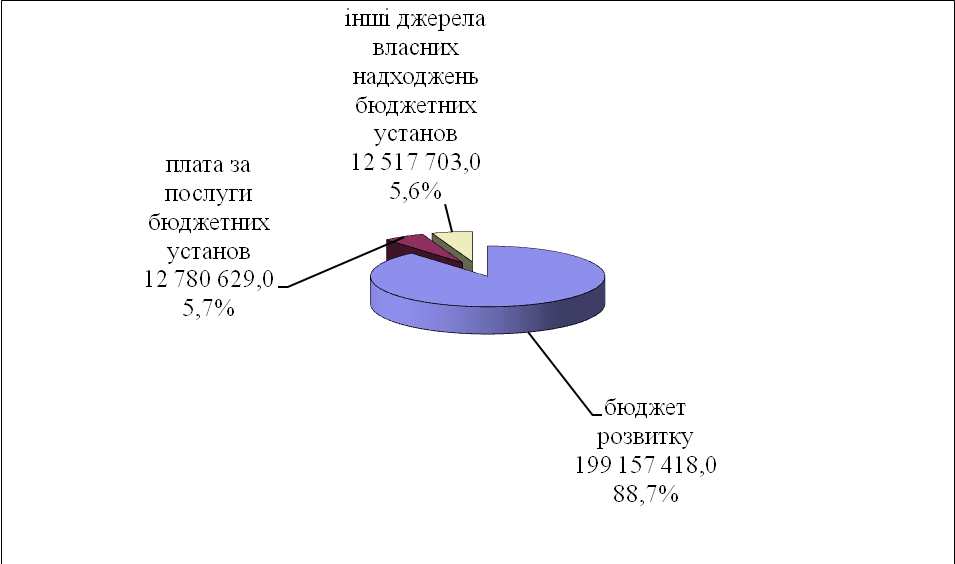 інші джерела
власних
надходжень
бюджетних
установ
12 517 703,0
5,6%
плата за
послуги
бюджетних
установ
12 780 629,0
5,7%
бюджет
розвитку
199 157 418,0
88,7%